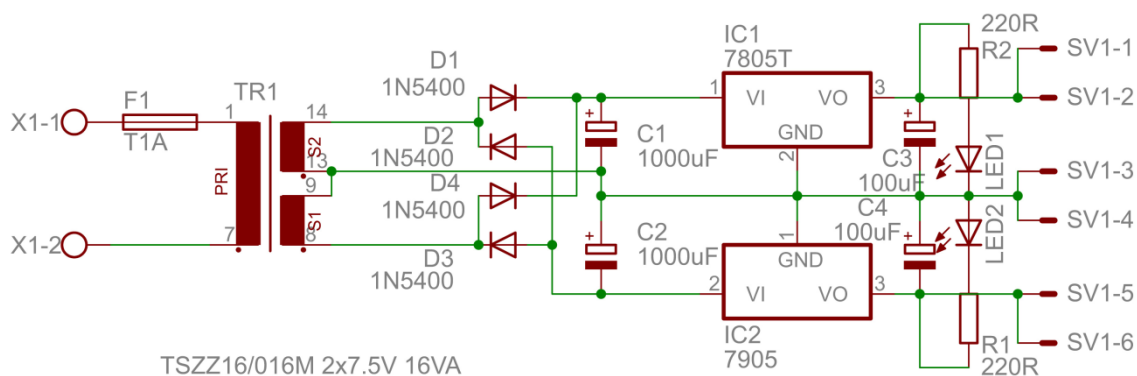 220R
R2
SV1-1
SV1-2
IC1
7805T
1
VI
VO
3
GND
2
D1
1N5400
D2
1N5400
D4
1N5400
D3
1N5400
F1
T1A
X1-1
X1-2
TR1
1
7
PRI
14
S2
13
9
S1
8
+
C1
1000uF
+
C2
1000uF
+
C3
100uF
LED1
SV1-3
SV1-4
C4
100uF
+
LED2
1
GND
2
VI
VO
3
IC2
7905
SV1-5
SV1-6
R1
220R
TSZZ16/016M 2x7.5V 16VA